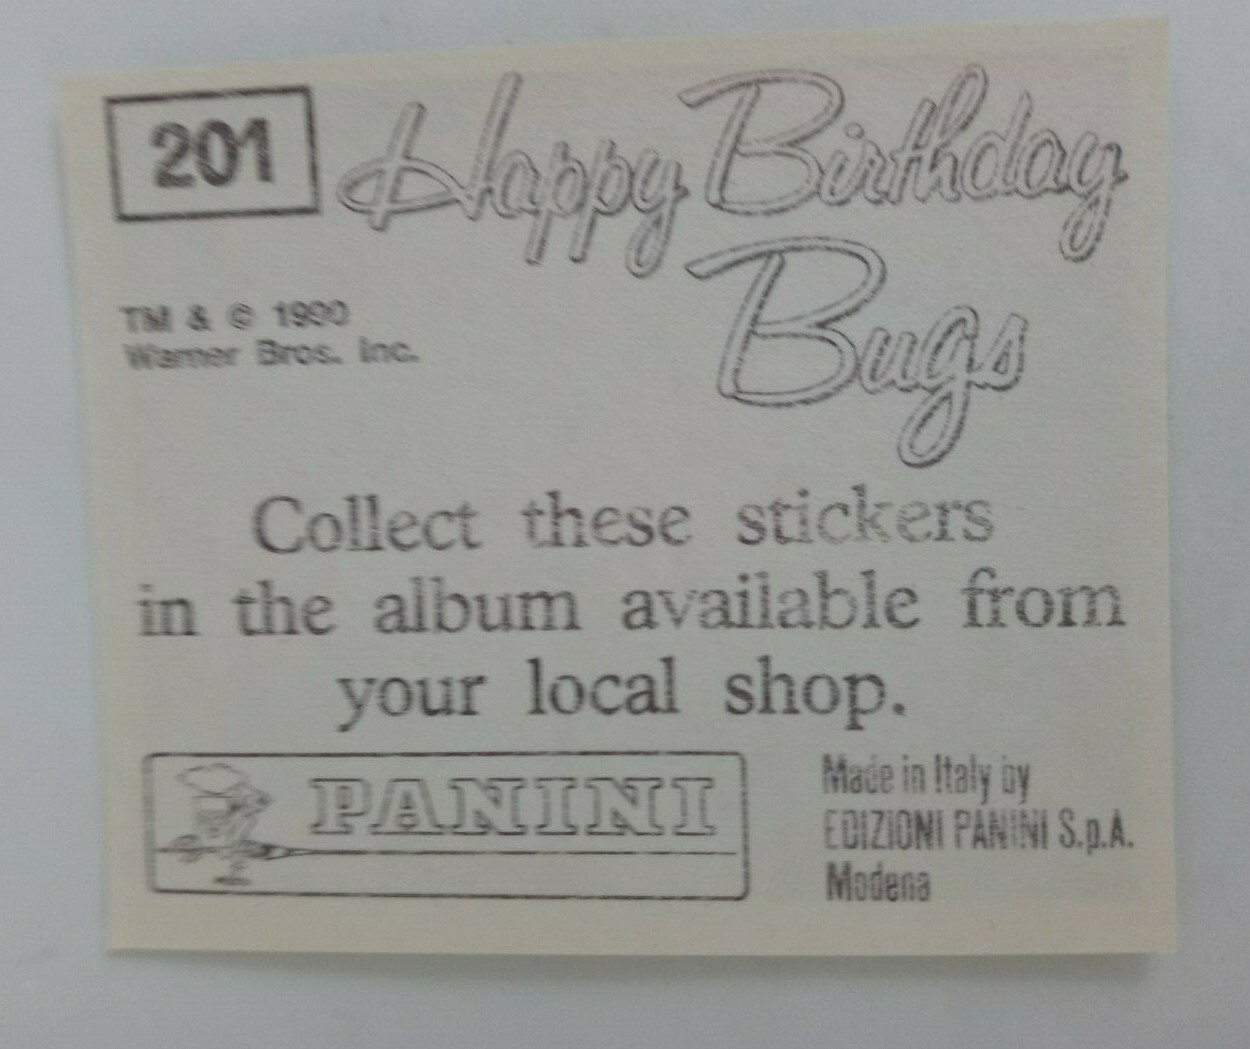 201
Happy Birthday
Bugs
TM & © 1990
Warner Bros. Inc.
Collect these stickers
in the album available from
your local shop.
PANINI
Made in Italy by
EDIZIONI PANINI S.p.A.
Modena